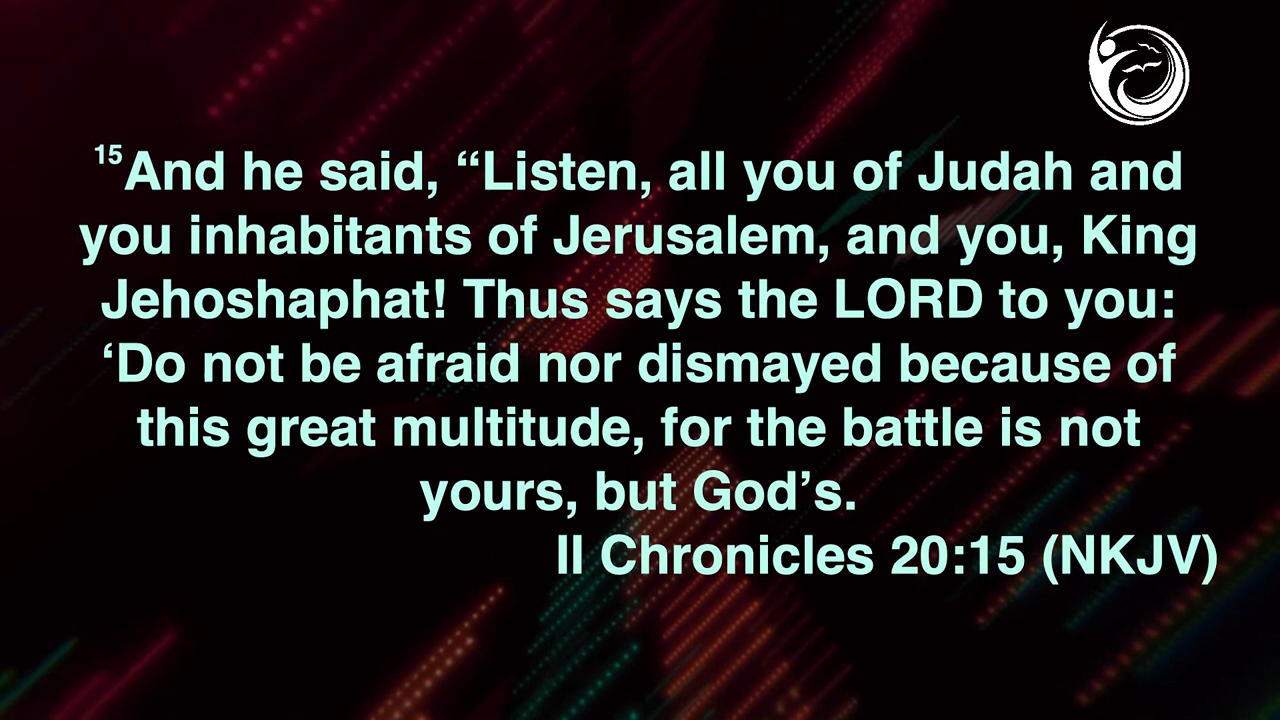 15And he said, “Listen, all you of Judah and
you inhabitants of Jerusalem, and you, King
Jehoshaphat! Thus says the LORD to you:
‘Do not be afraid nor dismayed because of
this great multitude, for the battle is not
yours, but God’s.
II Chronicles 20:15 (NKJV)